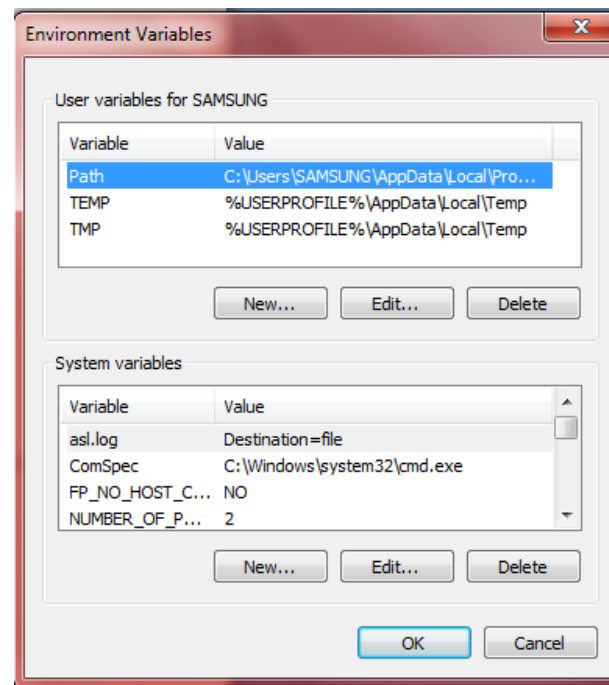 Environment Variables
User variables for SAMSUNG
Variable Value
Path C:\Users\SAMSUNG\AppData\Local\Pro...
TEMP %USERPROFILE%\AppData\Local\Temp
TMP %USERPROFILE%\AppData\Local\Temp
New... Edit... Delete
System variables
Variable Value
asl.log Destination=file
ComSpec C:\Windows\system32\cmd.exe
FP_NO_HOST_C... NO
NUMBER_OF_P... 2
New... Edit... Delete
OK Cancel